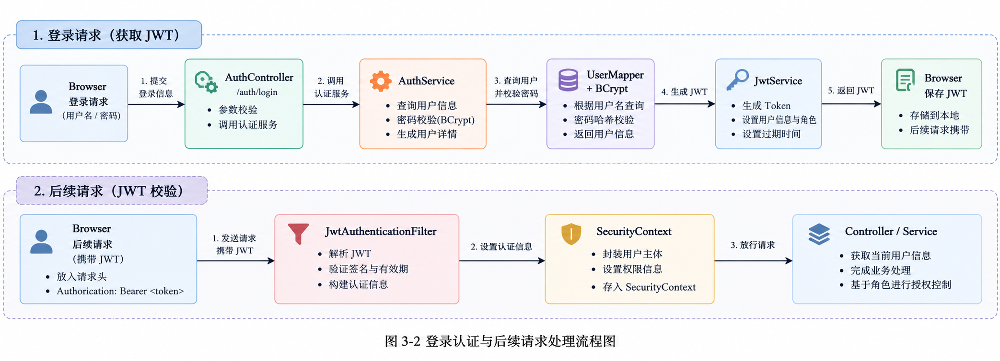 1. 登录请求（获取 JWT）
Browser
登录请求
（用户名 / 密码）
1. 提交
登录信息
AuthController
/auth/login
• 参数校验
• 调用认证服务
2. 调用
认证服务
AuthService
• 查询用户信息
• 密码校验(BCrypt)
• 生成用户详情
3. 查询用户
并校验密码
UserMapper
+ BCrypt
• 根据用户名查询
• 密码哈希校验
• 返回用户信息
4. 生成 JWT
JwtService
• 生成 Token
• 设置用户信息与角色
• 设置过期时间
5. 返回 JWT
Browser
保存 JWT
• 存储到本地
• 后续请求携带
2. 后续请求（JWT 校验）
Browser
后续请求
（携带 JWT）
• 放入请求头
• Authorication: Bearer <token>
1. 发送请求
携带 JWT
JwtAuthenticationFilter
• 解析 JWT
• 验证签名与有效期
• 构建认证信息
2. 设置认证信息
SecurityContext
• 封装用户主体
• 设置权限信息
• 存入 SecurityContext
3. 放行请求
Controller / Service
• 获取当前用户信息
• 完成业务处理
• 基于角色进行授权控制
图 3-2 登录认证与后续请求处理流程图